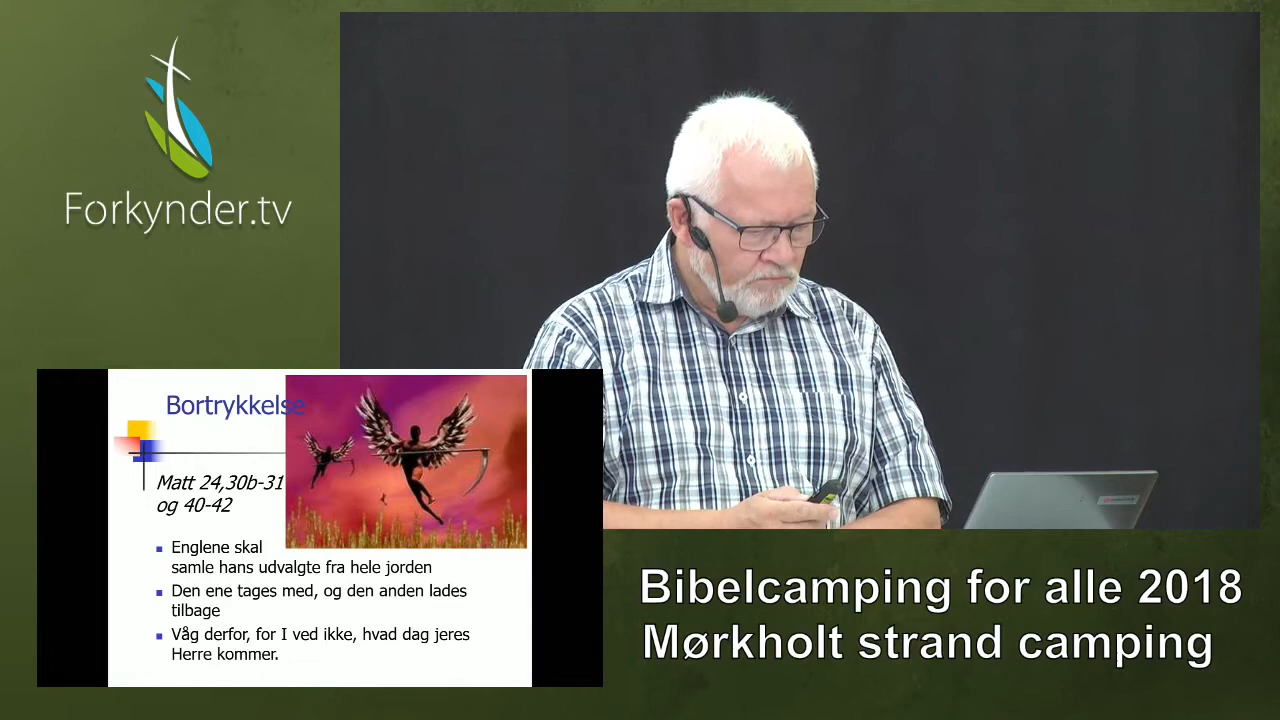 Forkynder.tv
Bortrykkelse
Matt 24,30b-31
og 40-42
Englene skal
samle hans udvalgte fra hele jorden
Den ene tages med, og den anden lades
tilbage
Våg derfor, for I ved ikke, hvad dag jeres
Herre kommer.
Bibelcamping for alle 2018
Mørkholt strand camping